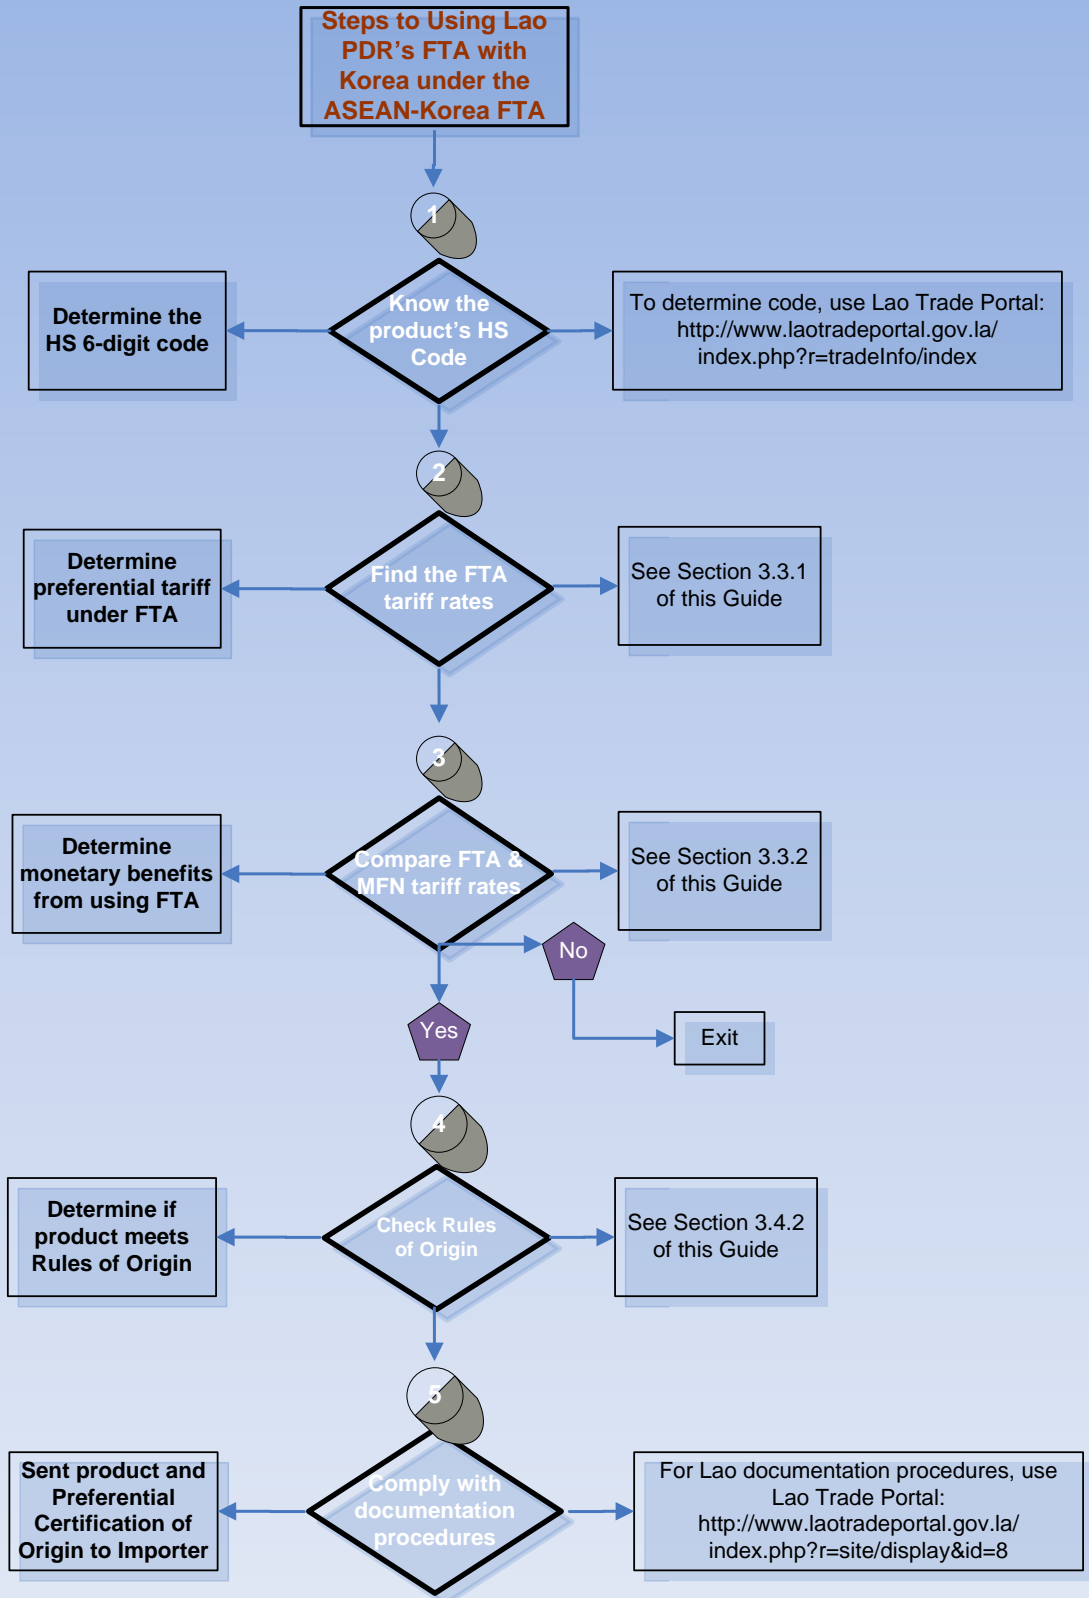 Steps to Using Lao
PDR's FTA with
Korea under the
ASEAN-Korea FTA
1
Determine the
HS 6-digit code
Know the
product's HS
Code
To determine code, use Lao Trade Portal:
http://www.laotradeportal.gov.la/
index.php?r=tradeInfo/index
2
Determine
preferential tariff
under FTA
Find the FTA
tariff rates
See Section 3.3.1
of this Guide
3
Determine
monetary benefits
from using FTA
Compare FTA &
MFN tariff rates
See Section 3.3.2
of this Guide
No
Yes
Exit
4
Determine if
product meets
Rules of Origin
Check Rules
of Origin
See Section 3.4.2
of this Guide
5
Sent product and
Preferential
Certification of
Origin to Importer
Comply with
documentation
procedures
For Lao documentation procedures, use
Lao Trade Portal:
http://www.laotradeportal.gov.la/
index.php?r=site/display&id=8